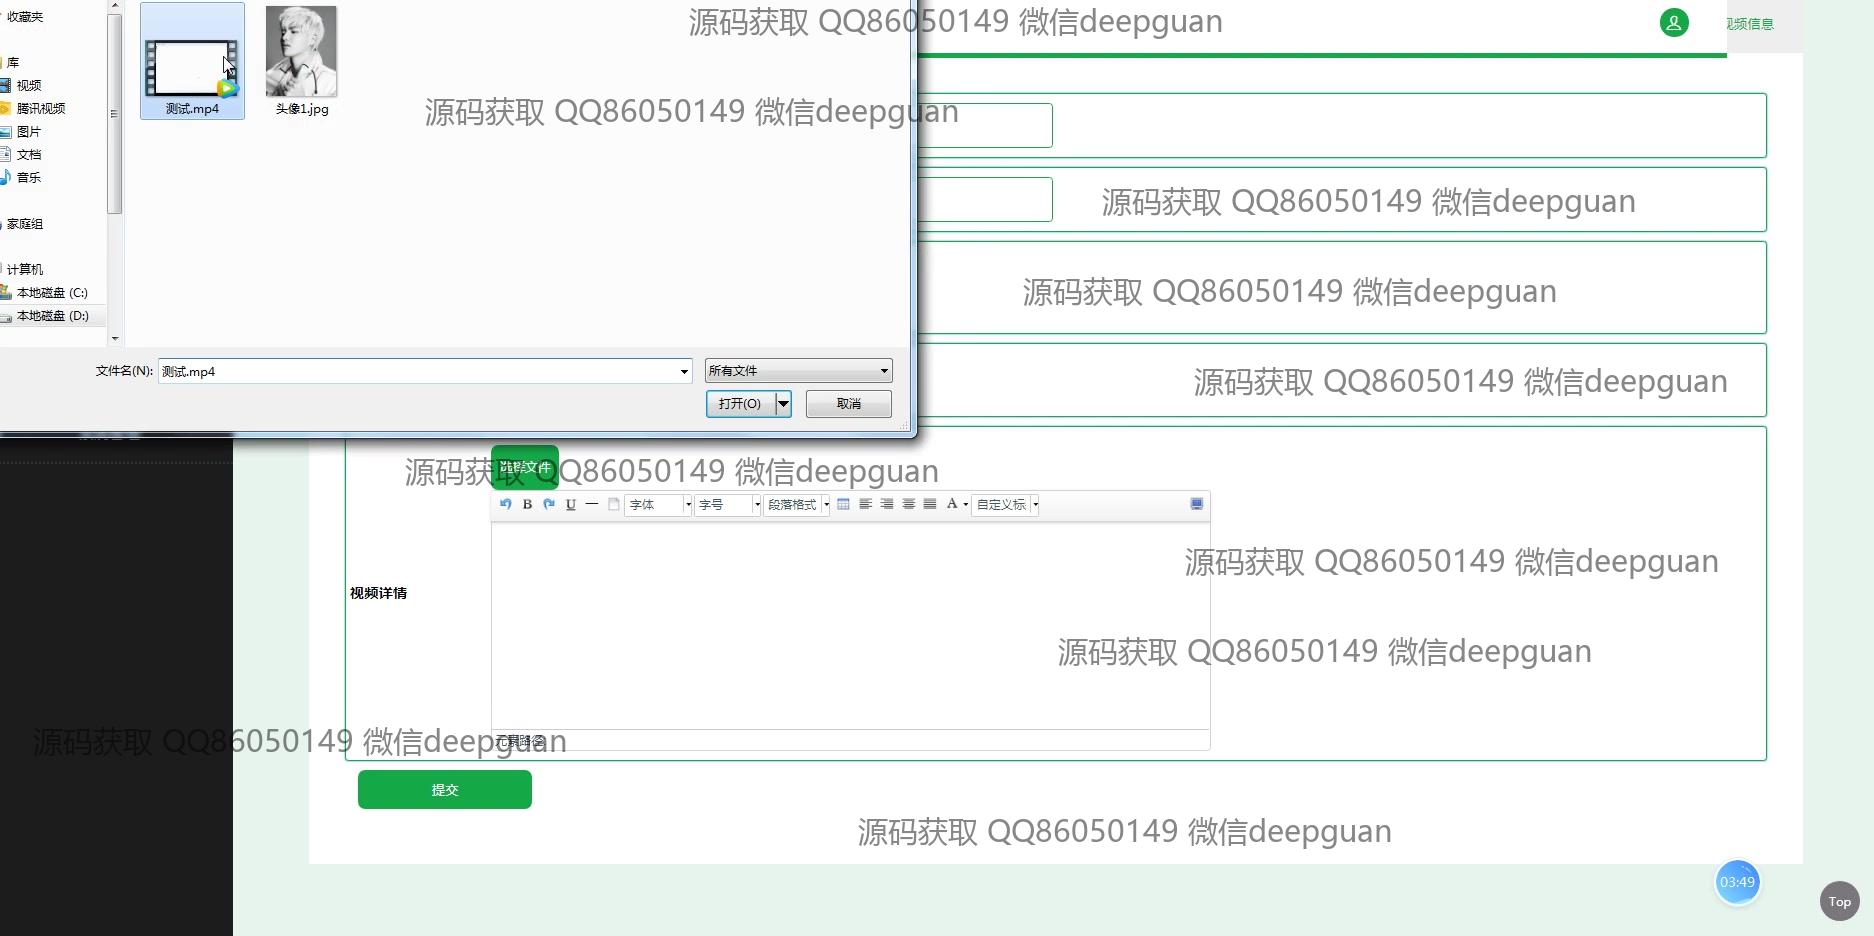 收藏夹
库
视频
腾讯视频
图片
文档
音乐
家庭组
计算机
本地磁盘 (C:)
本地磁盘 (D:)
测试.mp4
头像1.jpg
文件名(N):
测试.mp4
所有文件
打开(O)
取消
视频信息
源码获取 QQ86050149 微信deepguan
源码获取 QQ86050149 微信deepguan
源码获取 QQ86050149 微信deepguan
源码获取 QQ86050149 微信deepguan
源码获取 QQ86050149 微信deepguan
选择文件
源码获取 QQ86050149 微信deepguan
B
U
字体
字号
段落格式
A
自定义标
源码获取 QQ86050149 微信deepguan
视频详情
源码获取 QQ86050149 微信deepguan
元素路径
源码获取 QQ86050149 微信deepguan
提交
源码获取 QQ86050149 微信deepguan
03:49
Top